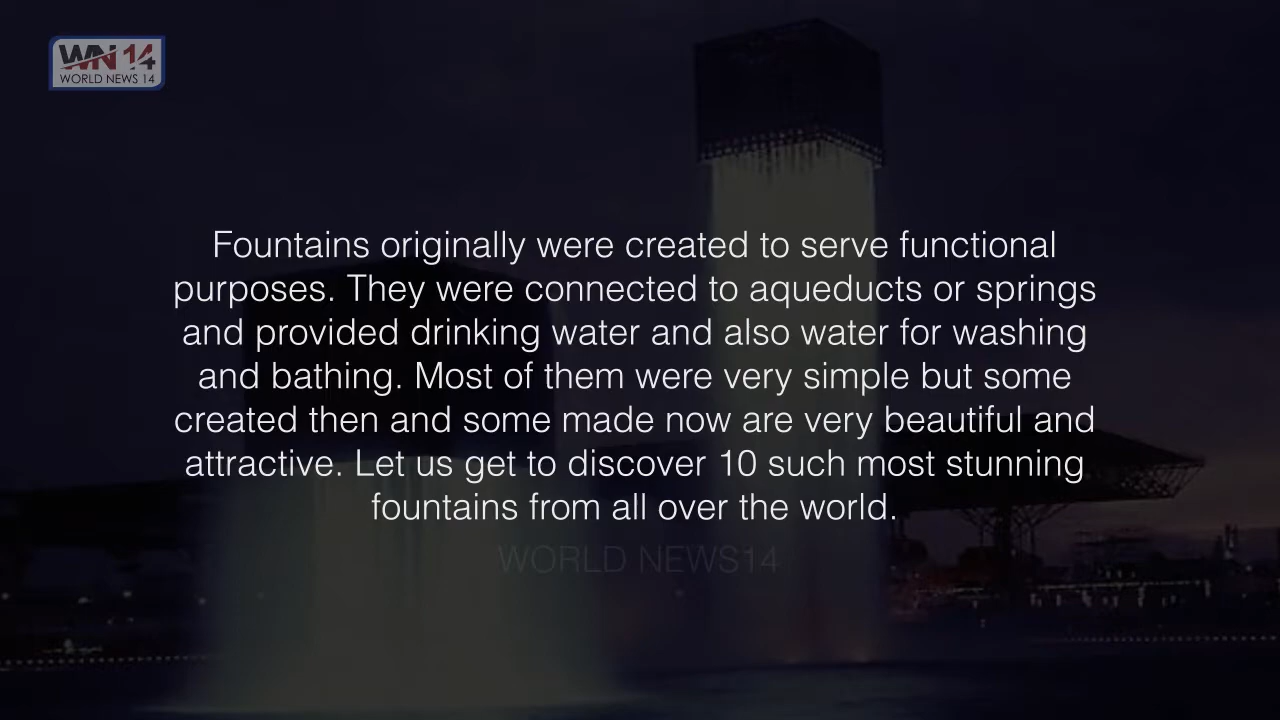 WN 14
WORLD NEWS 14
Fountains originally were created to serve functional
purposes. They were connected to aqueducts or springs
and provided drinking water and also water for washing
and bathing. Most of them were very simple but some
created then and some made now are very beautiful and
attractive. Let us get to discover 10 such most stunning
fountains from all over the world.
WORLD NEWS14